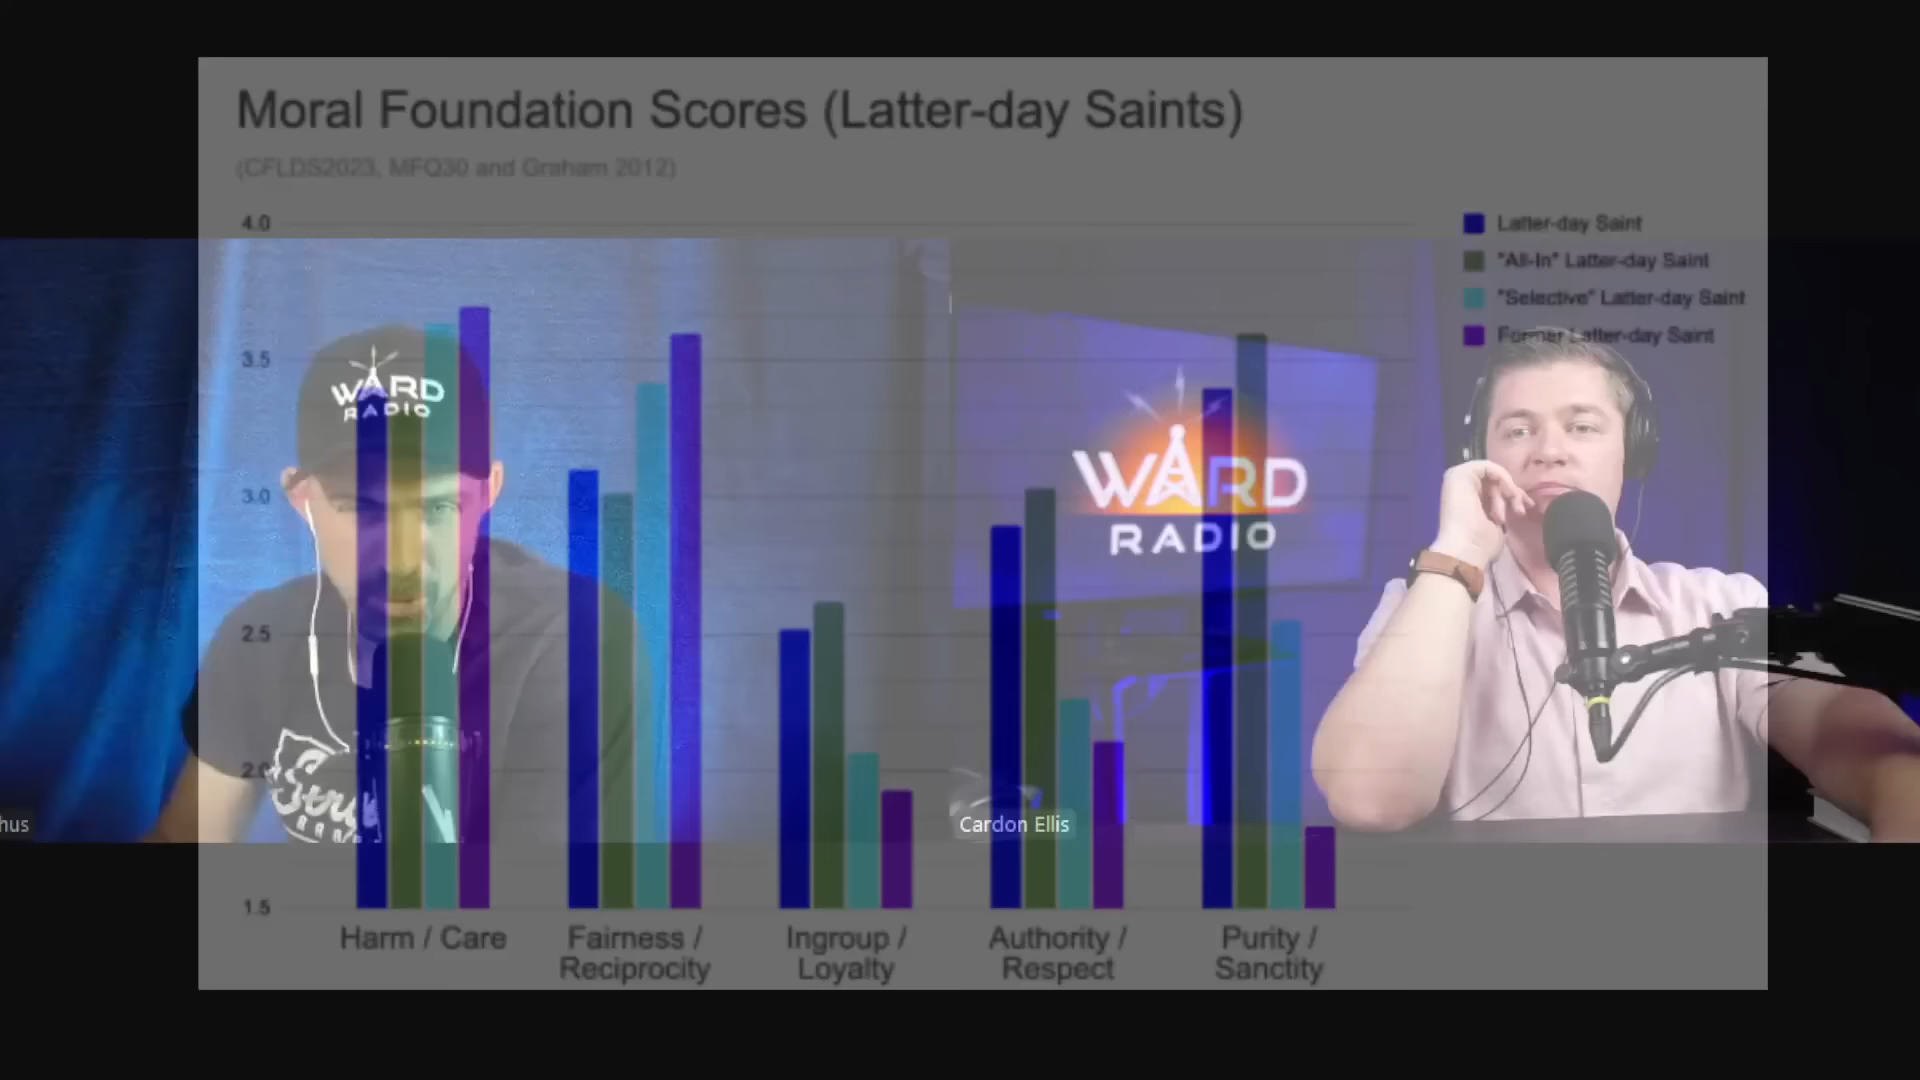 Moral Foundation Scores (Latter-day Saints)
(CFLDS2023, MFQ30 and Graham 2012)
4.0
3.5
3.0
2.5
2.0
1.5
Latter-day Saint
"All-In" Latter-day Saint
"Selective" Latter-day Saint
Former Latter-day Saint
WARD
RADIO
WARD
RADIO
hus
Cardon Ellis
Harm / Care
Fairness /
Reciprocity
Ingroup /
Loyalty
Authority /
Respect
Purity /
Sanctity